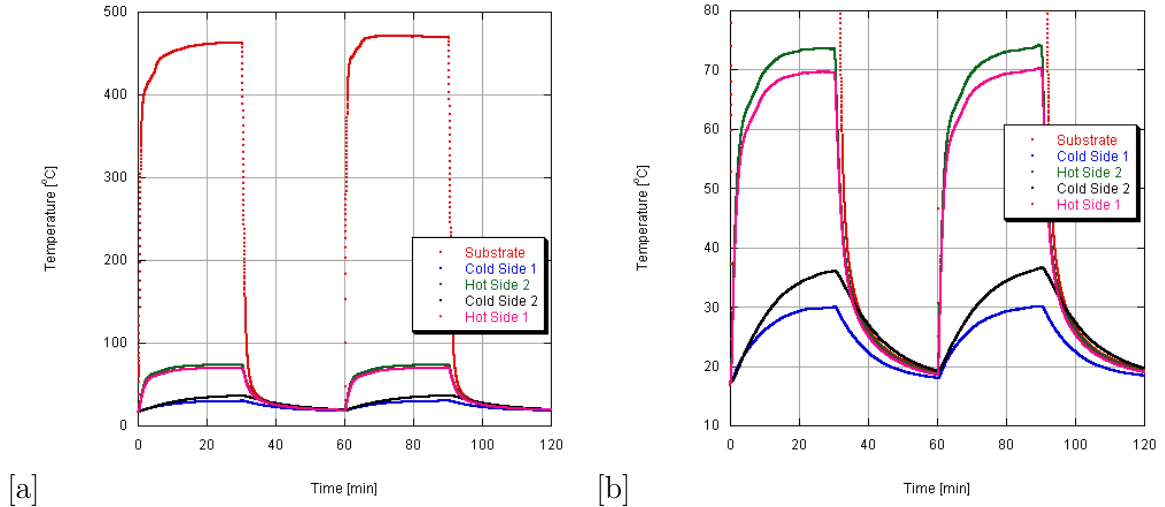 500
400
300
200
100
0
0
20
40
60
80
100
120
Temperature [°C]
Time [min]
Substrate
Cold Side 1
Hot Side 2
Cold Side 2
Hot Side 1
[a]
80
70
60
50
40
30
20
10
0
20
40
60
80
100
120
Temperature [°C]
Time [min]
Substrate
Cold Side 1
Hot Side 2
Cold Side 2
Hot Side 1
[b]